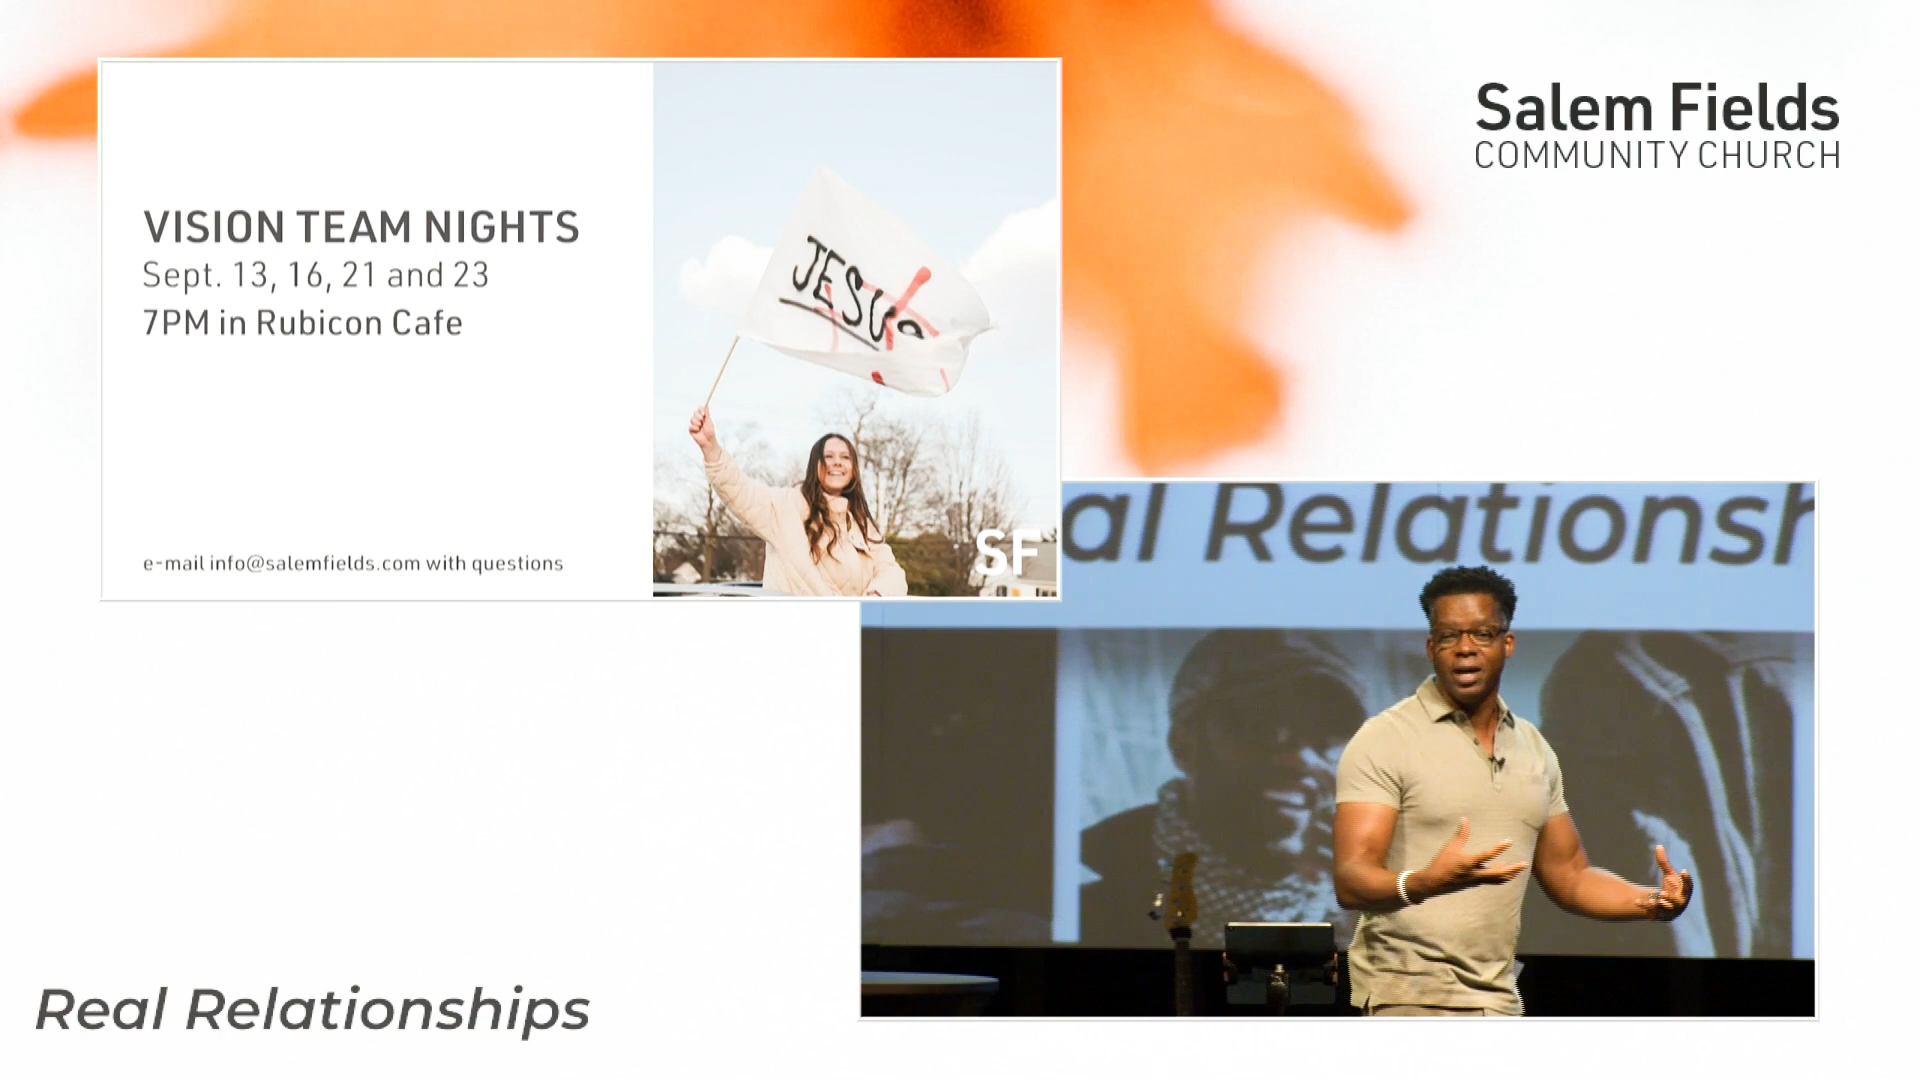 Salem Fields
COMMUNITY CHURCH
VISION TEAM NIGHTS
Sept. 13, 16, 21 and 23
7PM in Rubicon Cafe
e-mail info@salemfields.com with questions
JESUS
SF
al Relationsh
Real Relationships